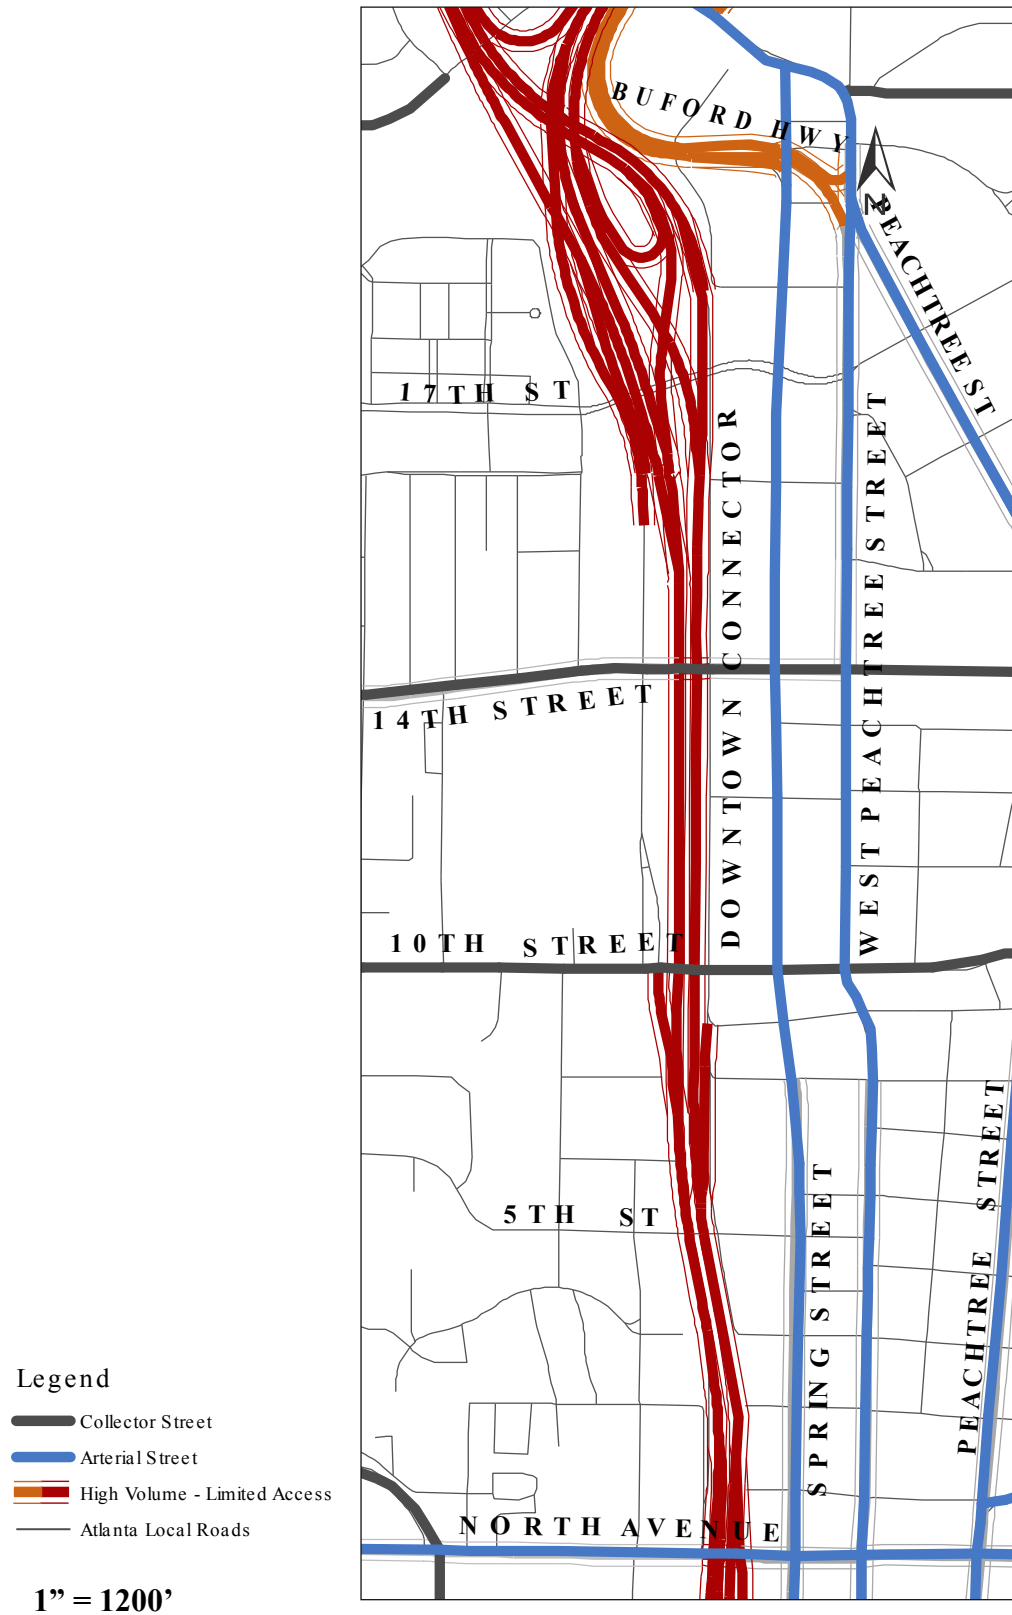 BUFORD HWY
N
PEACHTREE ST
17TH ST
DOWNTOWN CONNECTOR
WEST PEACHTREE STREET
14TH STREET
10TH STREET
5TH ST
SPRING STREET
PEACHTREE STREET
NORTH AVENUE
Legend
Collector Street
Arterial Street
High Volume - Limited Access
Atlanta Local Roads
1” = 1200’